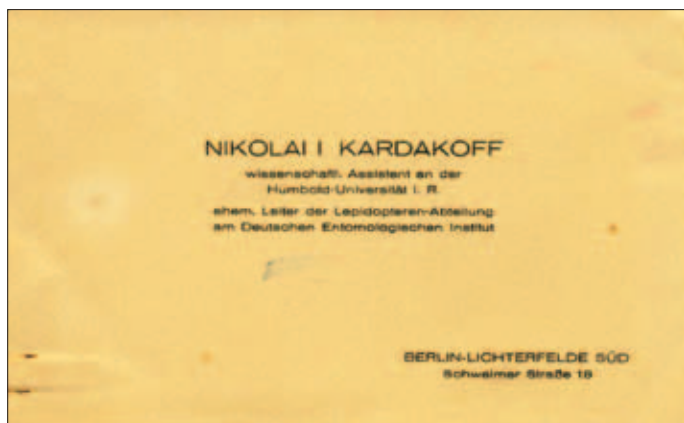 NIKOLAI I KARDAKOFF
wissenschaftl. Assistent an der
Humbold-Universität i. R.
ehem. Leiter der Lepidopteren-Abteilung
am Deutschen Entomologischen Institut
BERLIN-LICHTERFELDE SÜD
Schwelmer Straße 18